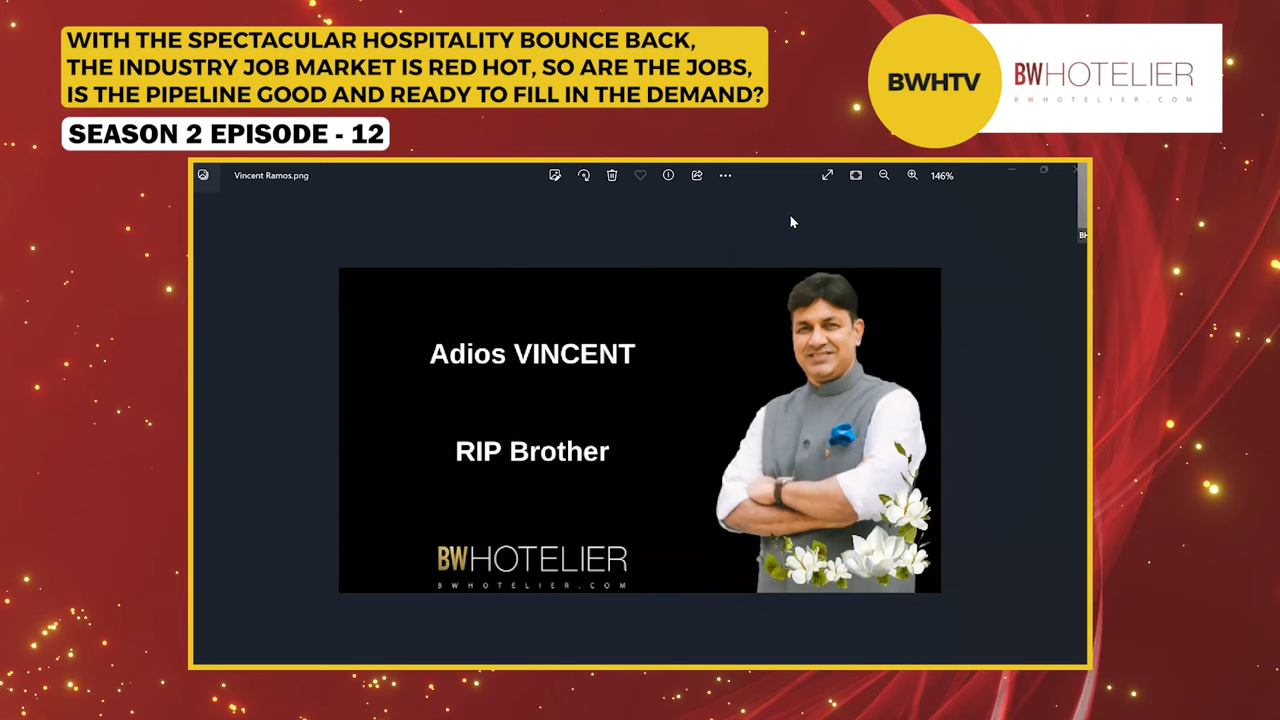 WITH THE SPECTACULAR HOSPITALITY BOUNCE BACK,
THE INDUSTRY JOB MARKET IS RED HOT, SO ARE THE JOBS,
IS THE PIPELINE GOOD AND READY TO FILL IN THE DEMAND?
SEASON 2 EPISODE - 12
BWHTV
BWHOTELIER
BWHOTELIER.COM
Vincent Ramos.png
146%
Adios VINCENT
RIP Brother
BWHOTELIER
BWHOTELIER.COM